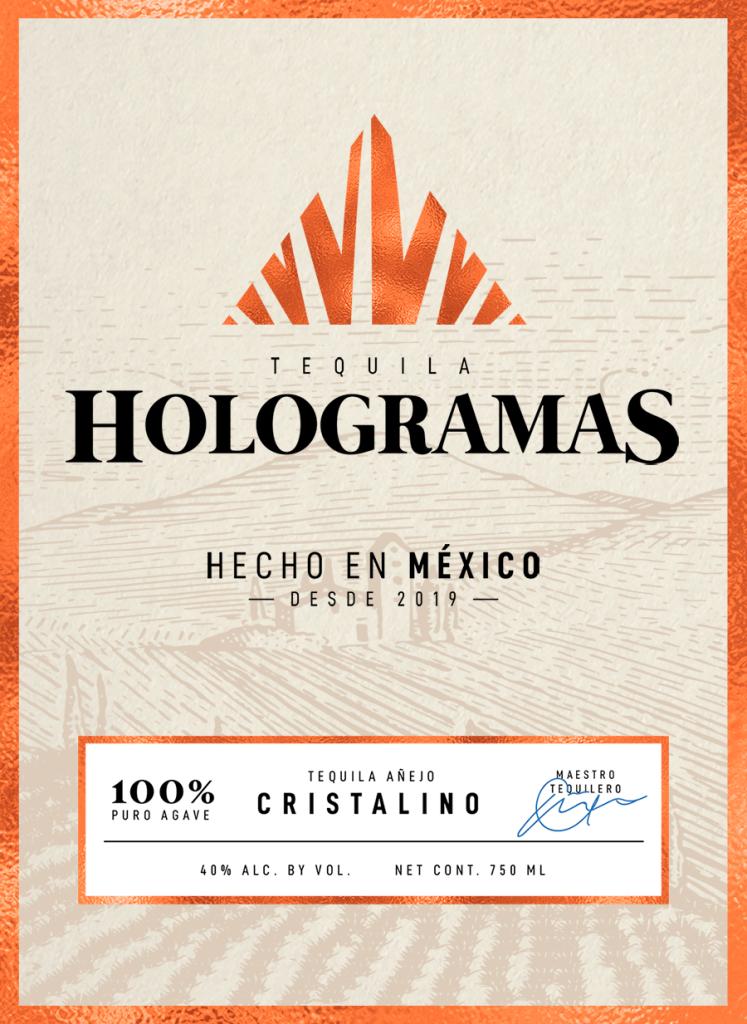 TEQUILA
HOLOGRAMAS
HECHO EN MÉXICO
— DESDE 2019 —
100%
PURO AGAVE
TEQUILA AÑEJO
CRISTALINO
MAESTRO
TEQUILERO
40% ALC. BY VOL. NET CONT. 750 ML